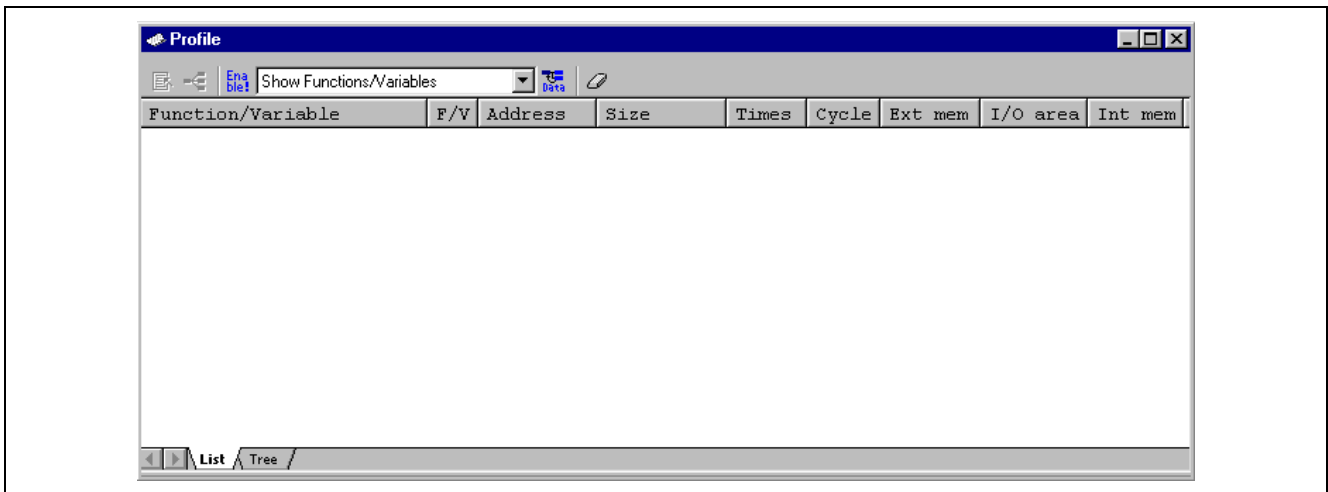 Profile
Ena
ble!
Show Functions/Variables
Data
Function/Variable F/V Address Size Times Cycle Ext mem I/O area Int mem
List Tree